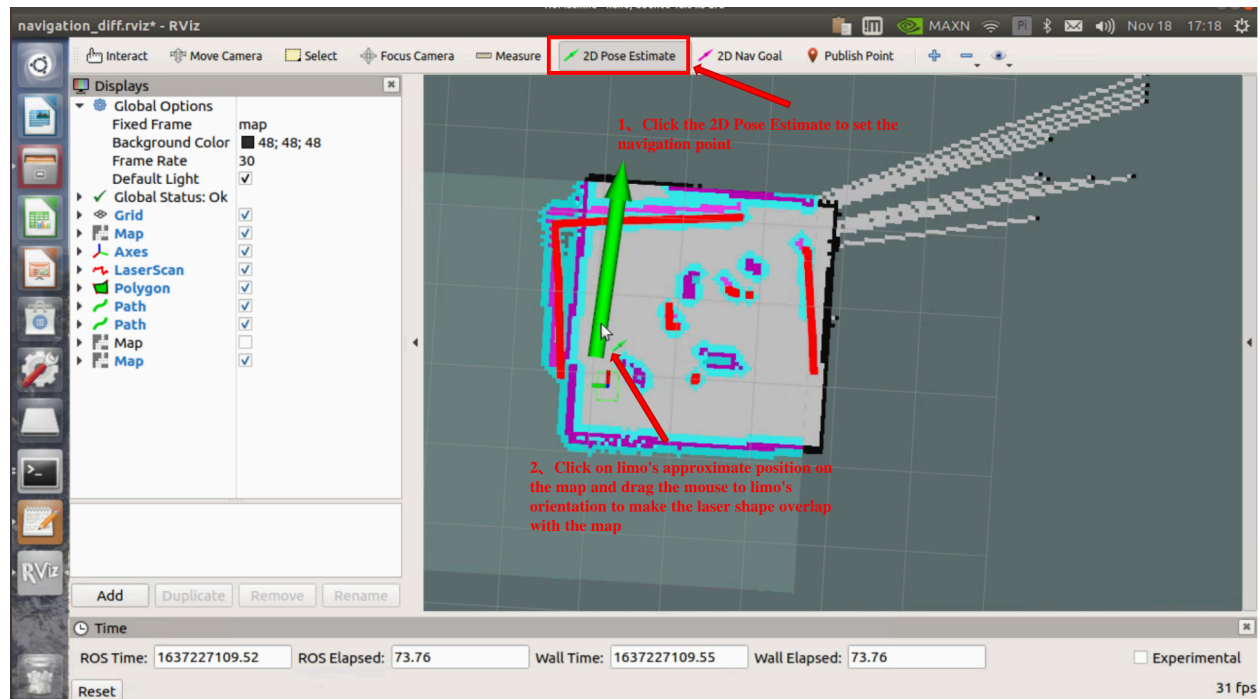 navigation_diff.rviz* - RViz
MAXN
Nov 18 17:18
Interact Move Camera Select Focus Camera Measure 2D Pose Estimate 2D Nav Goal Publish Point
Displays
Global Options
Fixed Frame map
Background Color 48; 48; 48
Frame Rate 30
Default Light
Global Status: Ok
Grid
Map
Axes
LaserScan
Polygon
Path
Path
Map
Map
1、Click the 2D Pose Estimate to set the
navigation point
2、Click on limo's approximate position on
the map and drag the mouse to limo's
orientation to make the laser shape overlap
with the map
RViz
Add Duplicate Remove Rename
Time
ROS Time: 1637227109.52 ROS Elapsed: 73.76 Wall Time: 1637227109.55 Wall Elapsed: 73.76 Experimental
Reset 31 fps